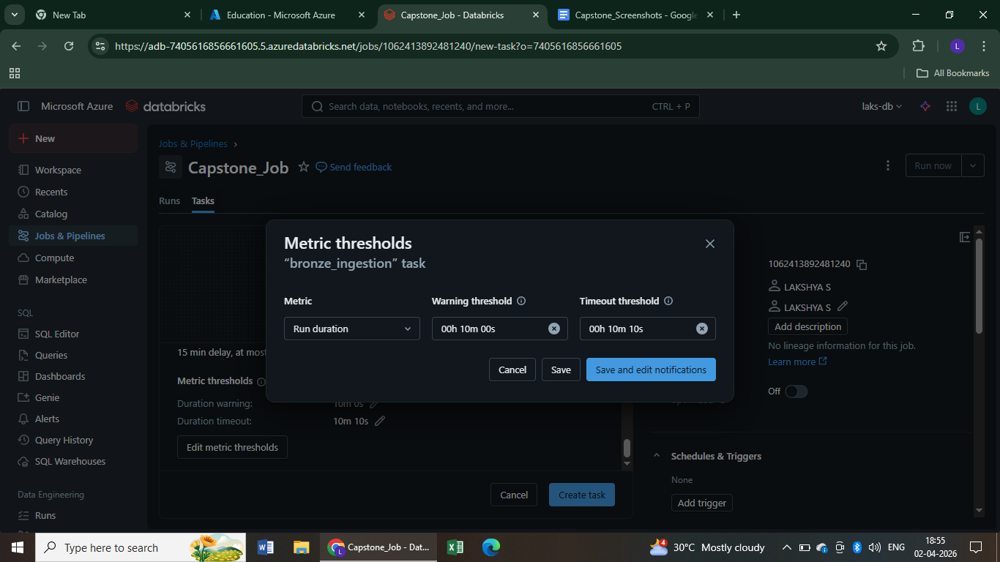 New Tab
Education - Microsoft Azure
Capstone_Job - Databricks
Capstone_Screenshots - Google
https://adb-7405616856661605.5.azuredatabricks.net/jobs/1062413892481240/new-task?o=7405616856661605
L
All Bookmarks
Microsoft Azure
databricks
Search data, notebooks, recents, and more...
CTRL + P
laks-db
L
New
Workspace
Recents
Catalog
Jobs & Pipelines
Compute
Marketplace
SQL
SQL Editor
Queries
Dashboards
Genie
Alerts
Query History
SQL Warehouses
Data Engineering
Runs
Jobs & Pipelines
Capstone_Job
Send feedback
Run now
Runs
Tasks
Metric thresholds
“bronze_ingestion” task
Metric
Warning threshold
Timeout threshold
Run duration
00h 10m 00s
00h 10m 10s
Cancel
Save
Save and edit notifications
15 min delay, at most
Metric thresholds
Duration warning:
10m 0s
Duration timeout:
10m 10s
Edit metric thresholds
Cancel
Create task
1062413892481240
LAKSHYA S
LAKSHYA S
Add description
No lineage information for this job.
Learn more
Off
Schedules & Triggers
None
Add trigger
Type here to search
L
Capstone_Job - Dat...
4
30°C Mostly cloudy
ENG
18:55
02-04-2026